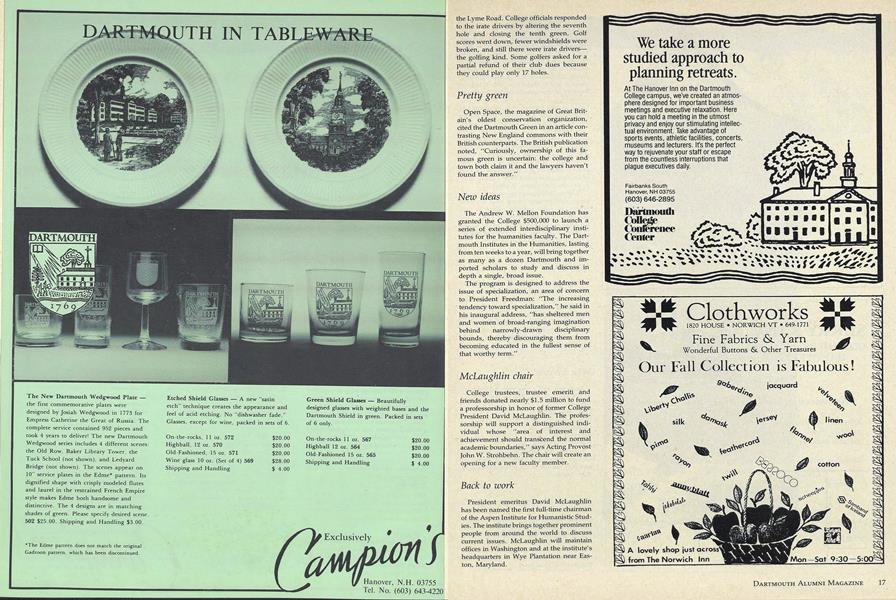 DARTMOUTH IN TABLEWARE
DARTMOUTH
1769
The New Dartmouth Wedgwood Plate —
the first commemorative plates were
designed by Josiah Wedgwood in 1773 for
Empress Catherine the Great of Russia. The
complete service contained 952 pieces and
took 4 years to deliver! The new Dartmouth
Wedgwood series includes 4 different scenes
the Old Row, Baker Library Tower, the
Tuck School (not shown), and Ledyard
Bridge (not shown). The scenes appear on
10" service plates in the Edme* pattern. Its
dignified shape with crisply modeled flutes
and laurel in the restrained French Empire
style makes Edme both handsome and
distinctive. The 4 designs are in matching
shades of green. Please specify desired scene.
502 $25.00. Shipping and Handling $3.00.
*The Edme pattern does not match the original
Gadroon pattern, which has been discontinued.
Etched Shield Glasses — A new "satin
etch" technique creates the appearance and
feel of acid etching. No "dishwasher fade."
Glasses, except for wine, packed in sets of 6.
On-the-rocks, 11 oz. 572 $20.00
Highball, 12 oz. 570 $20.00
Old-Fashioned, 15 oz. 571 $20.00
Wine glass 10 oz. (Set of 4) 569 $28.00
Shipping and Handling $ 4.00
Green Shield Glasses — Beautifully
designed glasses with weighted bases and the
Dartmouth Shield in green. Packed in sets
of 6 only.
On-the-rocks 11 oz. 567 $20.00
Highball 12 oz. 564 $20.00
Old-Fashioned 15 oz. 565 $20.00
Shipping and Handling $ 4.00
Exclusively
Campion's
Hanover, N.H. 03755
Tel. No. (603) 643-4220
the Lyme Road. College officials responded
to the irate drivers by altering the seventh
hole and closing the tenth green. Golf
scores went down, fewer windshields were
broken, and still there were irate drivers—
the golfing kind. Some golfers asked for a
partial refund of their club dues because
they could play only 17 holes.
Pretty green
Open Space, the magazine of Great Brit-
ain's oldest conservation organization,
cited the Dartmouth Green in an article con-
trasting New England commons with their
British counterparts. The British publication
noted, "Curiously, ownership of this fa-
mous green is uncertain: the college and
town both claim it and the lawyers haven't
found the answer."
New ideas
The Andrew W. Mellon Foundation has
granted the College $500,000 to launch a
series of extended interdisciplinary insti-
tutes for the humanities faculty. The Dart-
mouth Institutes in the Humanities, lasting
from ten weeks to a year, will bring together
as many as a dozen Dartmouth and im-
ported scholars to study and discuss in
depth a single, broad issue.
The program is designed to address the
issue of specialization, an area of concern
to President Freedman: "The increasing
tendency toward specialization," he said in
his inaugural address, "has sheltered men
and women of broad-ranging imagination
behind narrowly-drawn disciplinary
bounds, thereby discouraging them from
becoming educated in the fullest sense of
that worthy term."
McLaughlin chair
College trustees, trustee emeriti and
friends donated nearly $1.5 million to fund
a professorship in honor of former College
President David McLaughlin. The profes-
sorship will support a distinguished indi-
vidual whose "area of interest and
achievement should transcend the normal
academic boundaries," says Acting Provost
John W. Strohbehn. The chair will create an
opening for a new faculty member.
Back to work
President emeritus David McLaughlin
has been named the first full-time chairman
of the Aspen Institute for Humanistic Stud-
ies. The institute brings together prominent
people from around the world to discuss
current issues. McLaughlin will maintain
offices in Washington and at the institute's
headquarters in Wye Plantation near Eas-
ton, Maryland.
We take a more
studied approach to
planning retreats.
At The Hanover Inn on the Dartmouth
College campus, we've created an atmos-
phere designed for important business
meetings and executive relaxation. Here
you can hold a meeting in the utmost
privacy and enjoy our stimulating intellec-
tual environment. Take advantage of
sports events, athletic facilities, concerts,
museums and lecturers. It's the perfect
way to rejuvenate your staff or escape
from the countless interruptions that
plague executives daily.
Fairbanks South
Hanover, NH 03755
(603) 646-2895
Dartmouth
College
Conference
Center
Clothworks
1820 HOUSE • NORWICH VT • 649-1771
Fine Fabrics & Yarn
Wonderful Buttons & Other Treasures
Our Fall Collection is Fabulous!
Liberty Challis
gaberdine
jacquard
velveteen
silk
damask
jersey
linen
flannel
wool
pima
feathercord
rayon
cotton
twill
Tahki
anny blatt
A lovely shop just across
from The Norwich Inn
Mon—Sat 9:30—5:00
DARTMOUTH ALUMNI MAGAZINE 17